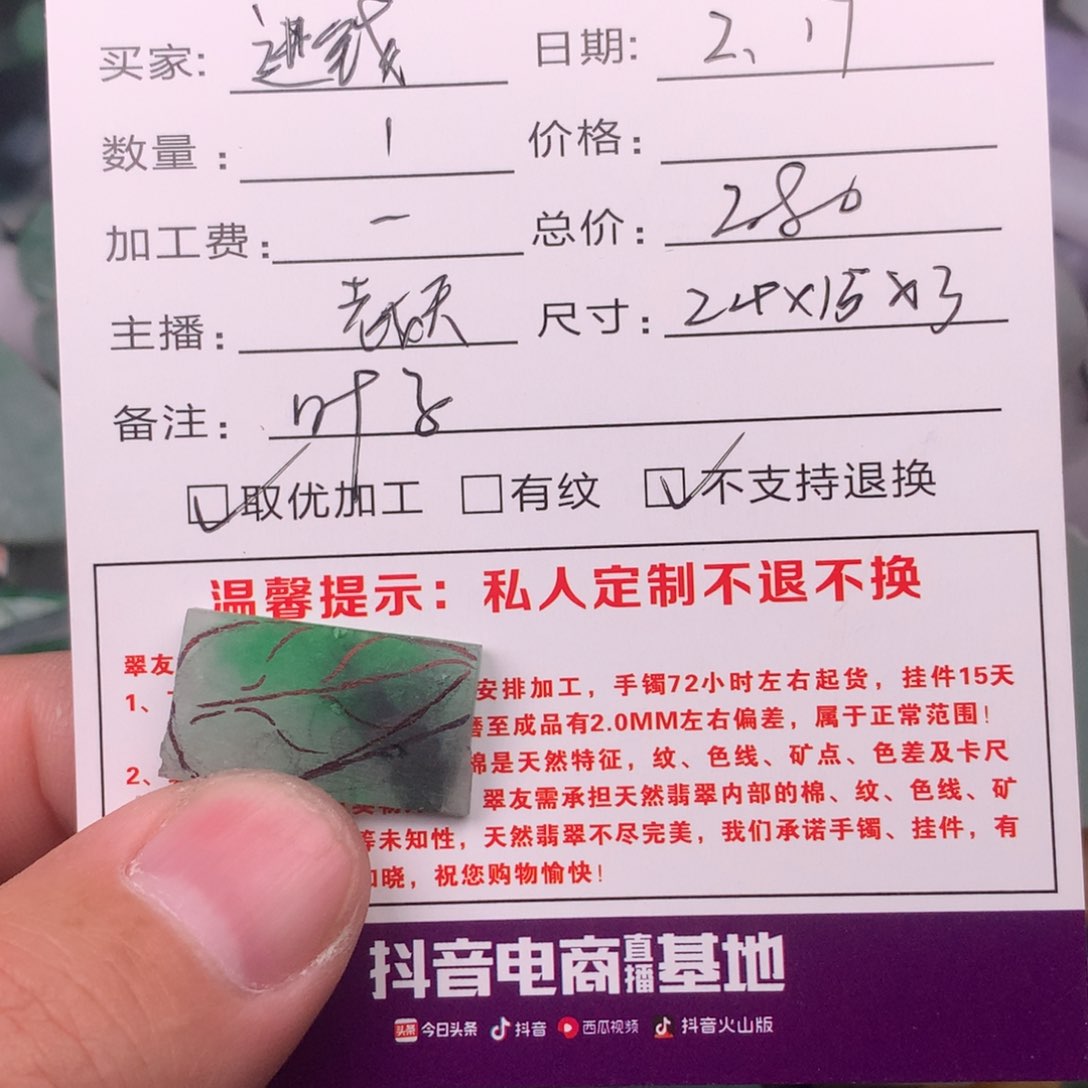 买家: 日期: 2、17
数量: 1 价格:
加工费: 一 总价: 280
主播: 尺寸: 24×15×3
备注: 叶子
取优加工 有纹 不支持退换
温馨提示：私人定制不退不换
翠友
1、 安排加工，手镯72小时左右起货，挂件15天
至成品有2.0MM左右偏差，属于正常范围！
2、 棉是天然特征，纹、色线、矿点、色差及卡尺
翠友需承担天然翡翠内部的棉、纹、色线、矿
等未知性，天然翡翠不尽完美，我们承诺手镯、挂件，有
知晓，祝您购物愉快！
抖音电商直播基地
头条 今日头条 抖音 西瓜视频 抖音火山版